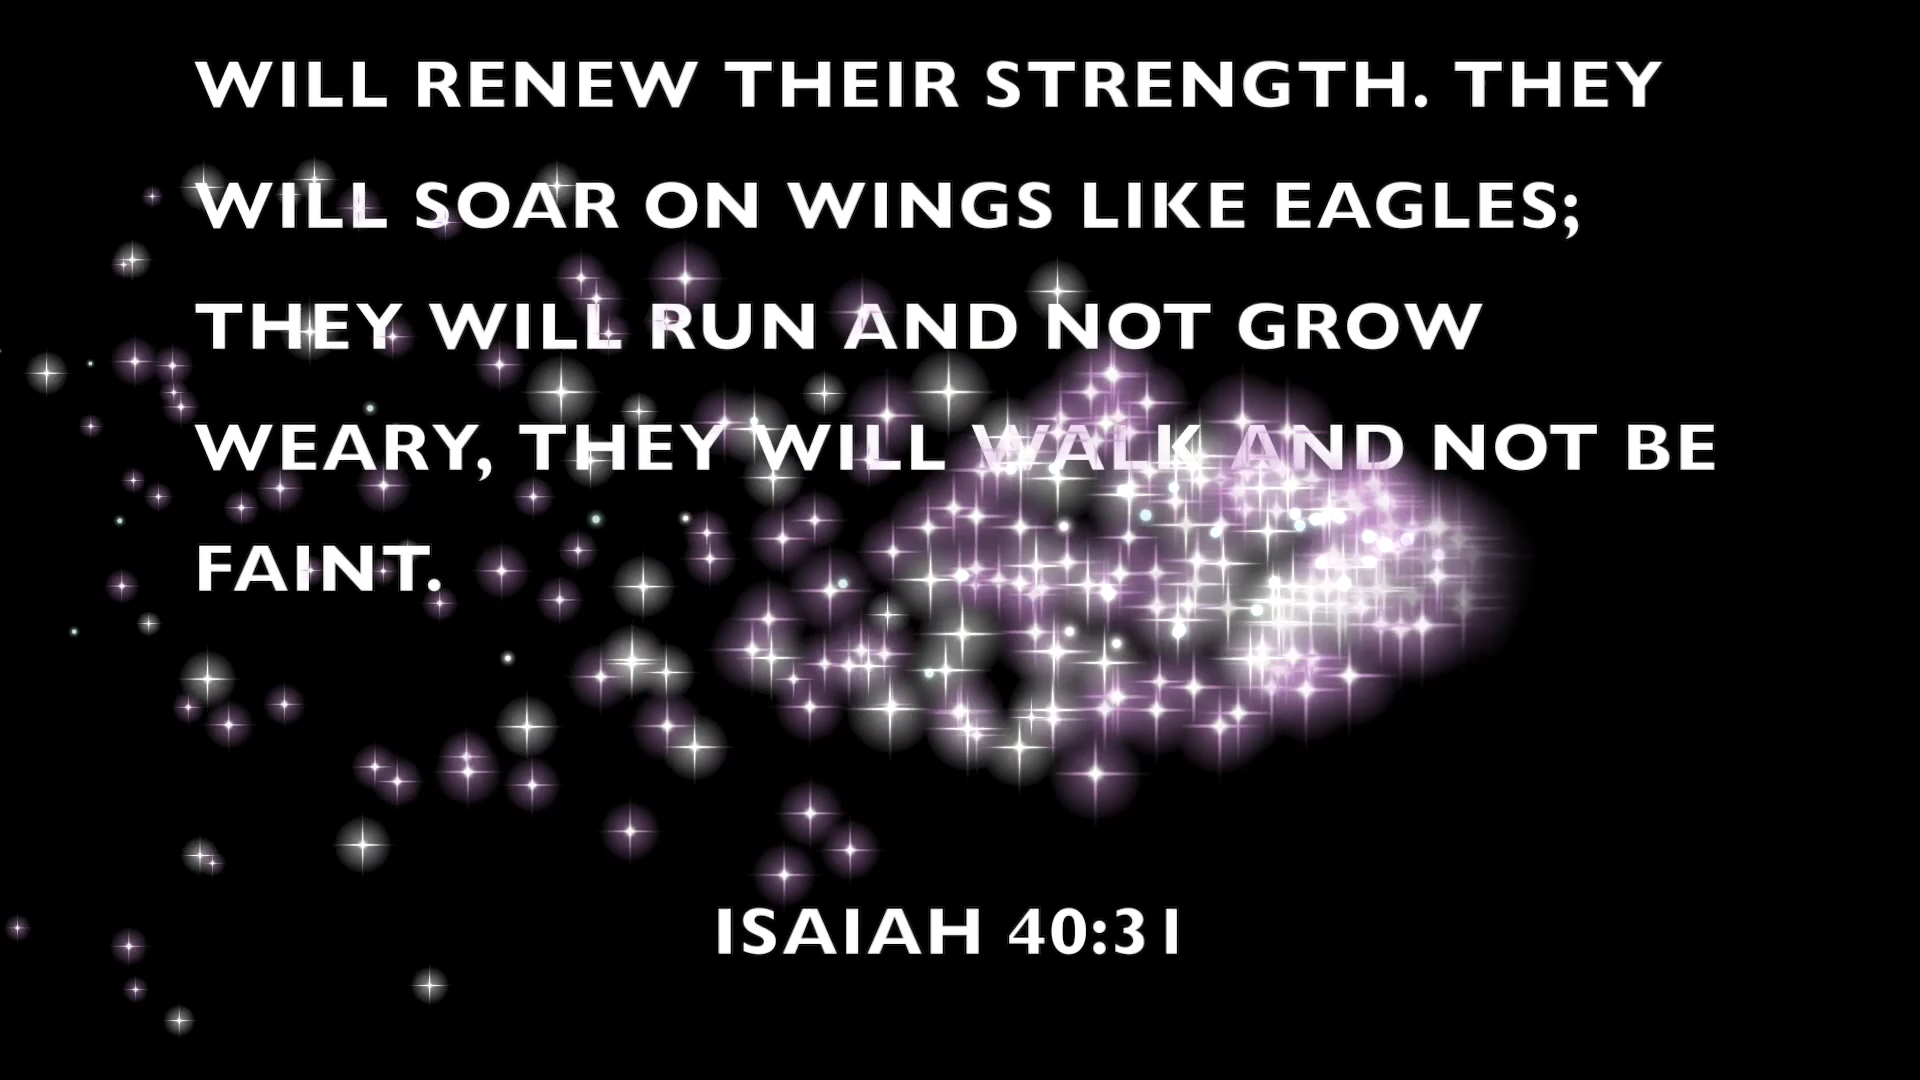 WILL RENEW THEIR STRENGTH. THEY
WILL SOAR ON WINGS LIKE EAGLES;
THEY WILL RUN AND NOT GROW
WEARY, THEY WILL WALK AND NOT BE
FAINT.
ISAIAH 40:31